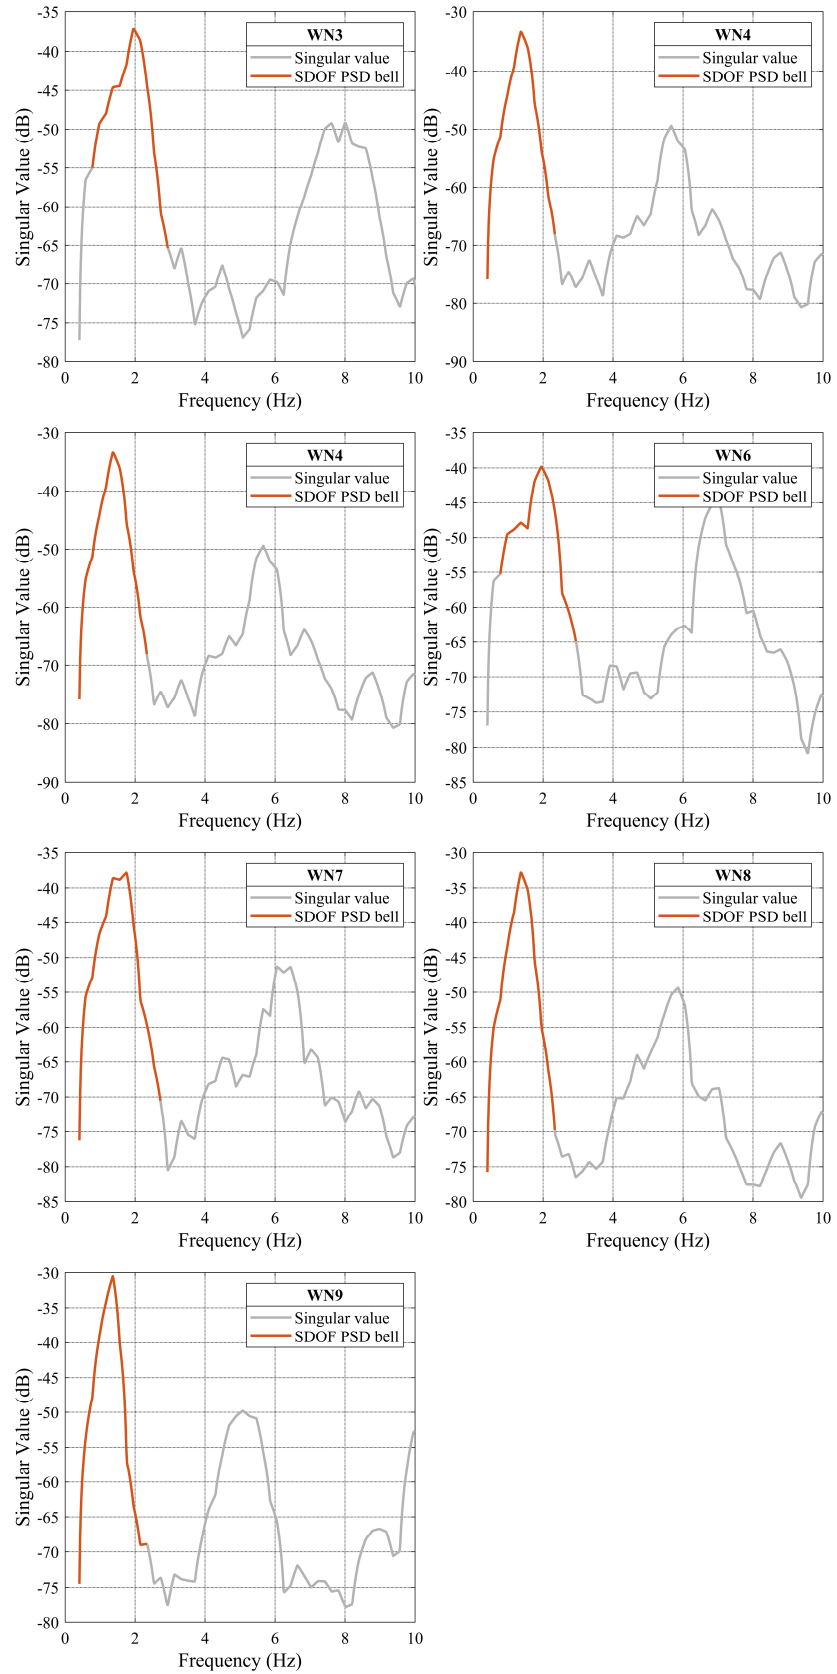 -35
-40
-45
-50
-55
-60
-65
-70
-75
-80
Singular Value (dB)
WN3
Singular value
SDOF PSD bell
0 2 4 6 8 10
Frequency (Hz)
-30
-40
-50
-60
-70
-80
-90
Singular Value (dB)
WN4
Singular value
SDOF PSD bell
0 2 4 6 8 10
Frequency (Hz)
-30
-40
-50
-60
-70
-80
-90
Singular Value (dB)
WN4
Singular value
SDOF PSD bell
0 2 4 6 8 10
Frequency (Hz)
-35
-40
-45
-50
-55
-60
-65
-70
-75
-80
-85
Singular Value (dB)
WN6
Singular value
SDOF PSD bell
0 2 4 6 8 10
Frequency (Hz)
-35
-40
-45
-50
-55
-60
-65
-70
-75
-80
-85
Singular Value (dB)
WN7
Singular value
SDOF PSD bell
0 2 4 6 8 10
Frequency (Hz)
-30
-35
-40
-45
-50
-55
-60
-65
-70
-75
-80
Singular Value (dB)
WN8
Singular value
SDOF PSD bell
0 2 4 6 8 10
Frequency (Hz)
-30
-35
-40
-45
-50
-55
-60
-65
-70
-75
-80
Singular Value (dB)
WN9
Singular value
SDOF PSD bell
0 2 4 6 8 10
Frequency (Hz)